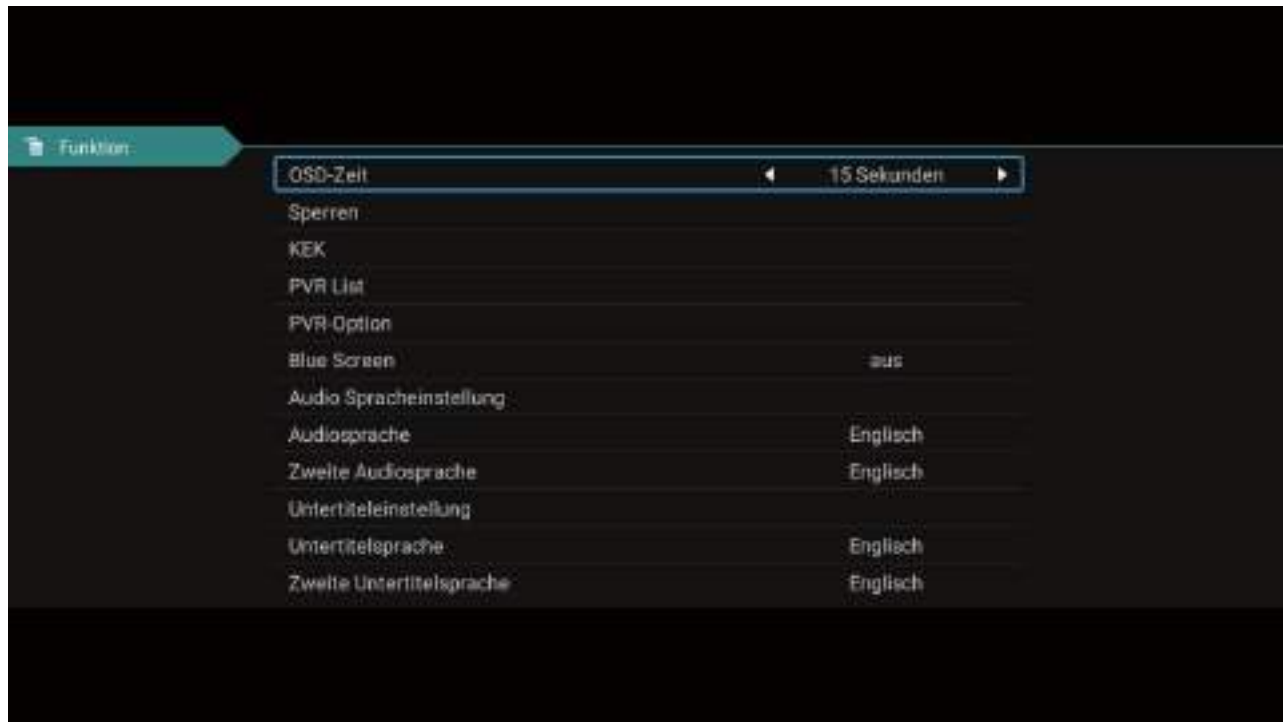 Funktion
OSD-Zeit 15 Sekunden
Sperren
KEK
PVR List
PVR-Option
Blue Screen aus
Audio Spracheinstellung
Audiosprache Englisch
Zweite Audiosprache Englisch
Untertiteleinstellung
Untertitelsprache Englisch
Zweite Untertitelsprache Englisch